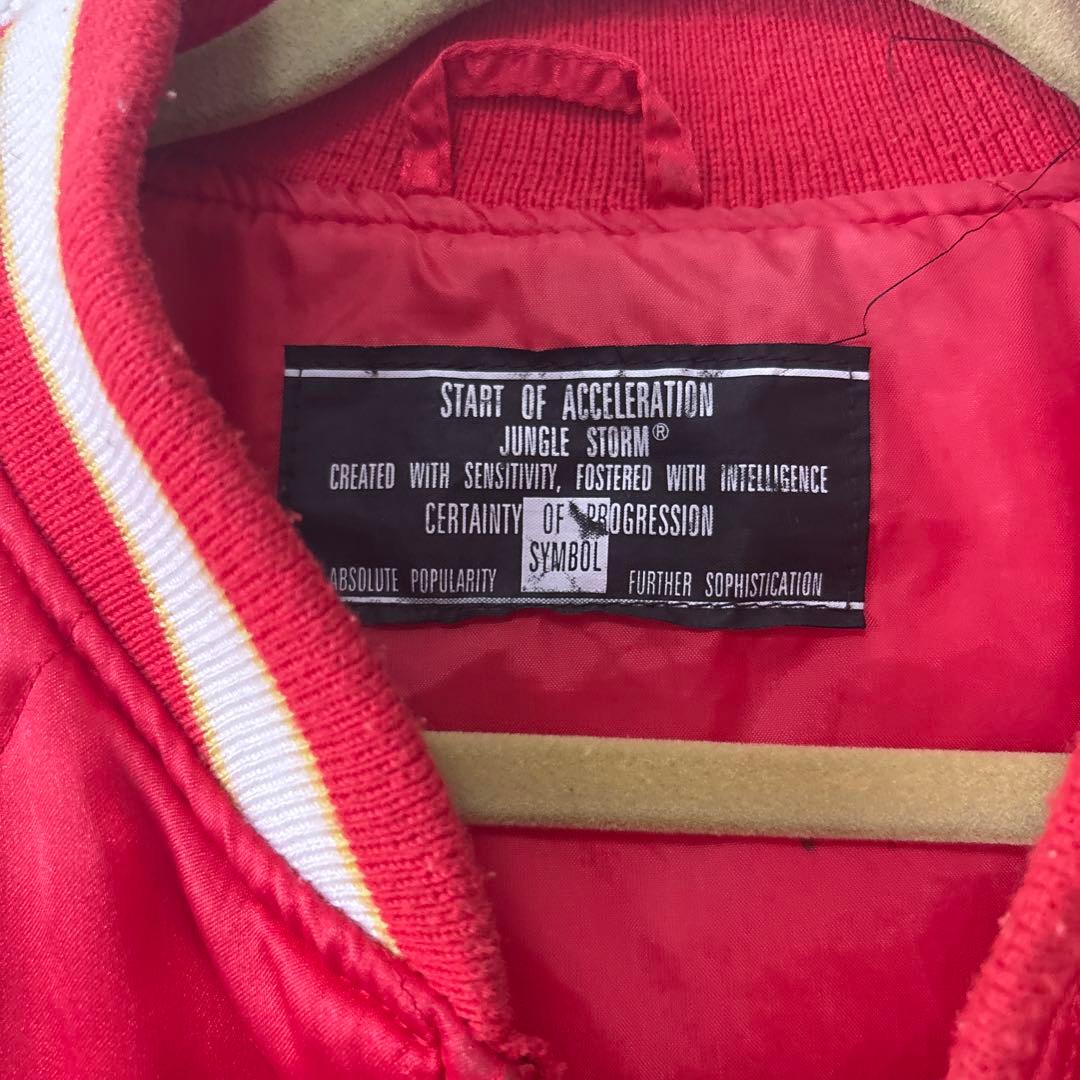 START OF ACCELERATION
JUNGLE STORM®
CREATED WITH SENSITIVITY, FOSTERED WITH INTELLIGENCE
CERTAINTY OF PROGRESSION
SYMBOL
ABSOLUTE POPULARITY FURTHER SOPHISTICATION